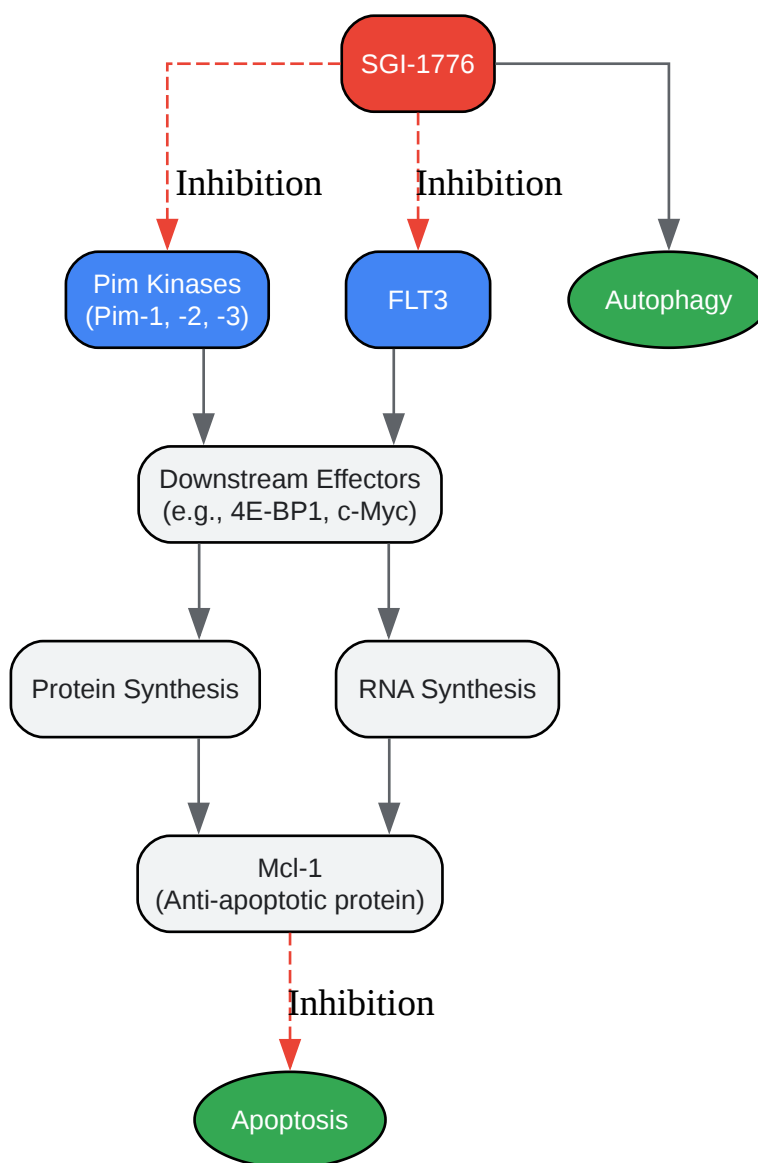 SGI-1776
Inhibition
Inhibition
Pim Kinases
(Pim-1, -2, -3)
FLT3
Autophagy
Downstream Effectors
(e.g., 4E-BP1, c-Myc)
Protein Synthesis
RNA Synthesis
Mcl-1
(Anti-apoptotic protein)
Inhibition
Apoptosis